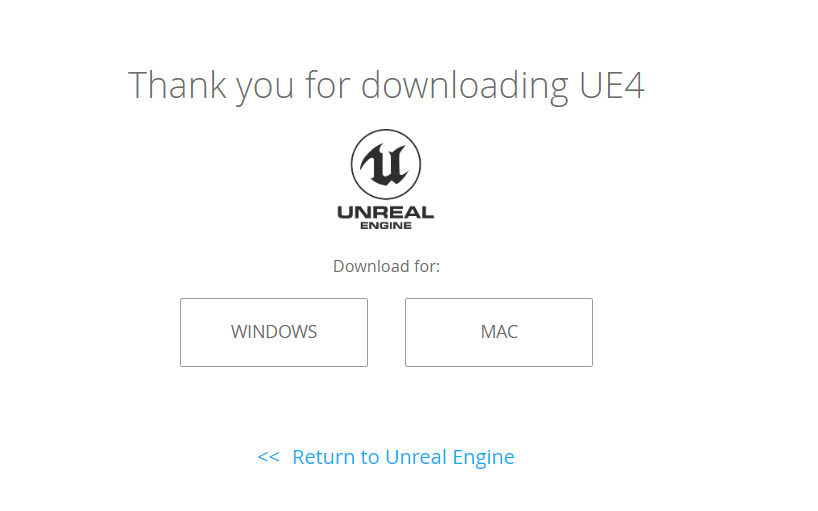 Thank you for downloading UE4
UNREAL
ENGINE
Download for:
WINDOWS
MAC
<< Return to Unreal Engine